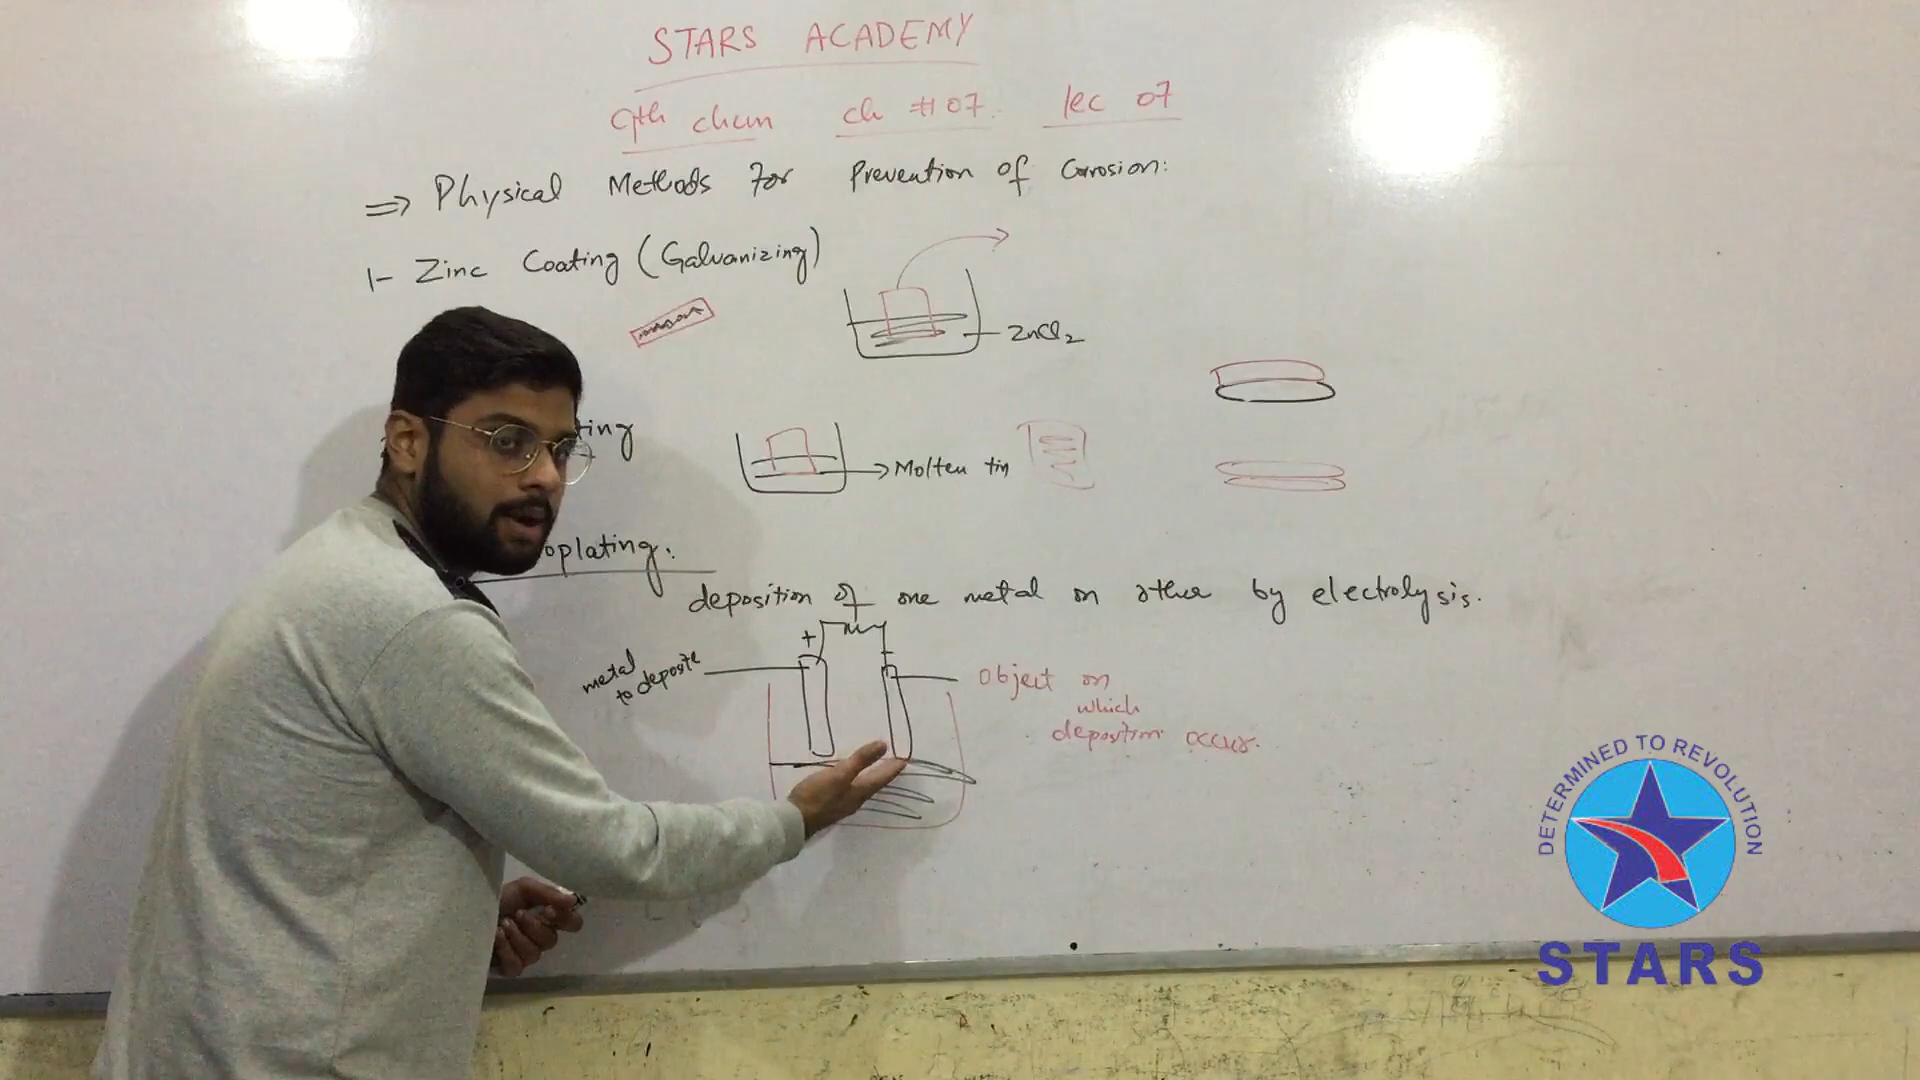 STARS ACADEMY
9th chem ch # 07. lec 07
⇒ Physical Methods for Prevention of Corrosion:
1- Zinc Coating (Galvanizing)
ZnCl2
ting
Molten tin
oplating.
deposition of one metal on other by electrolysis.
+ -
metal
to deposite
Object on
which
depostion occur.
DETERMINED TO REVOLUTION
STARS